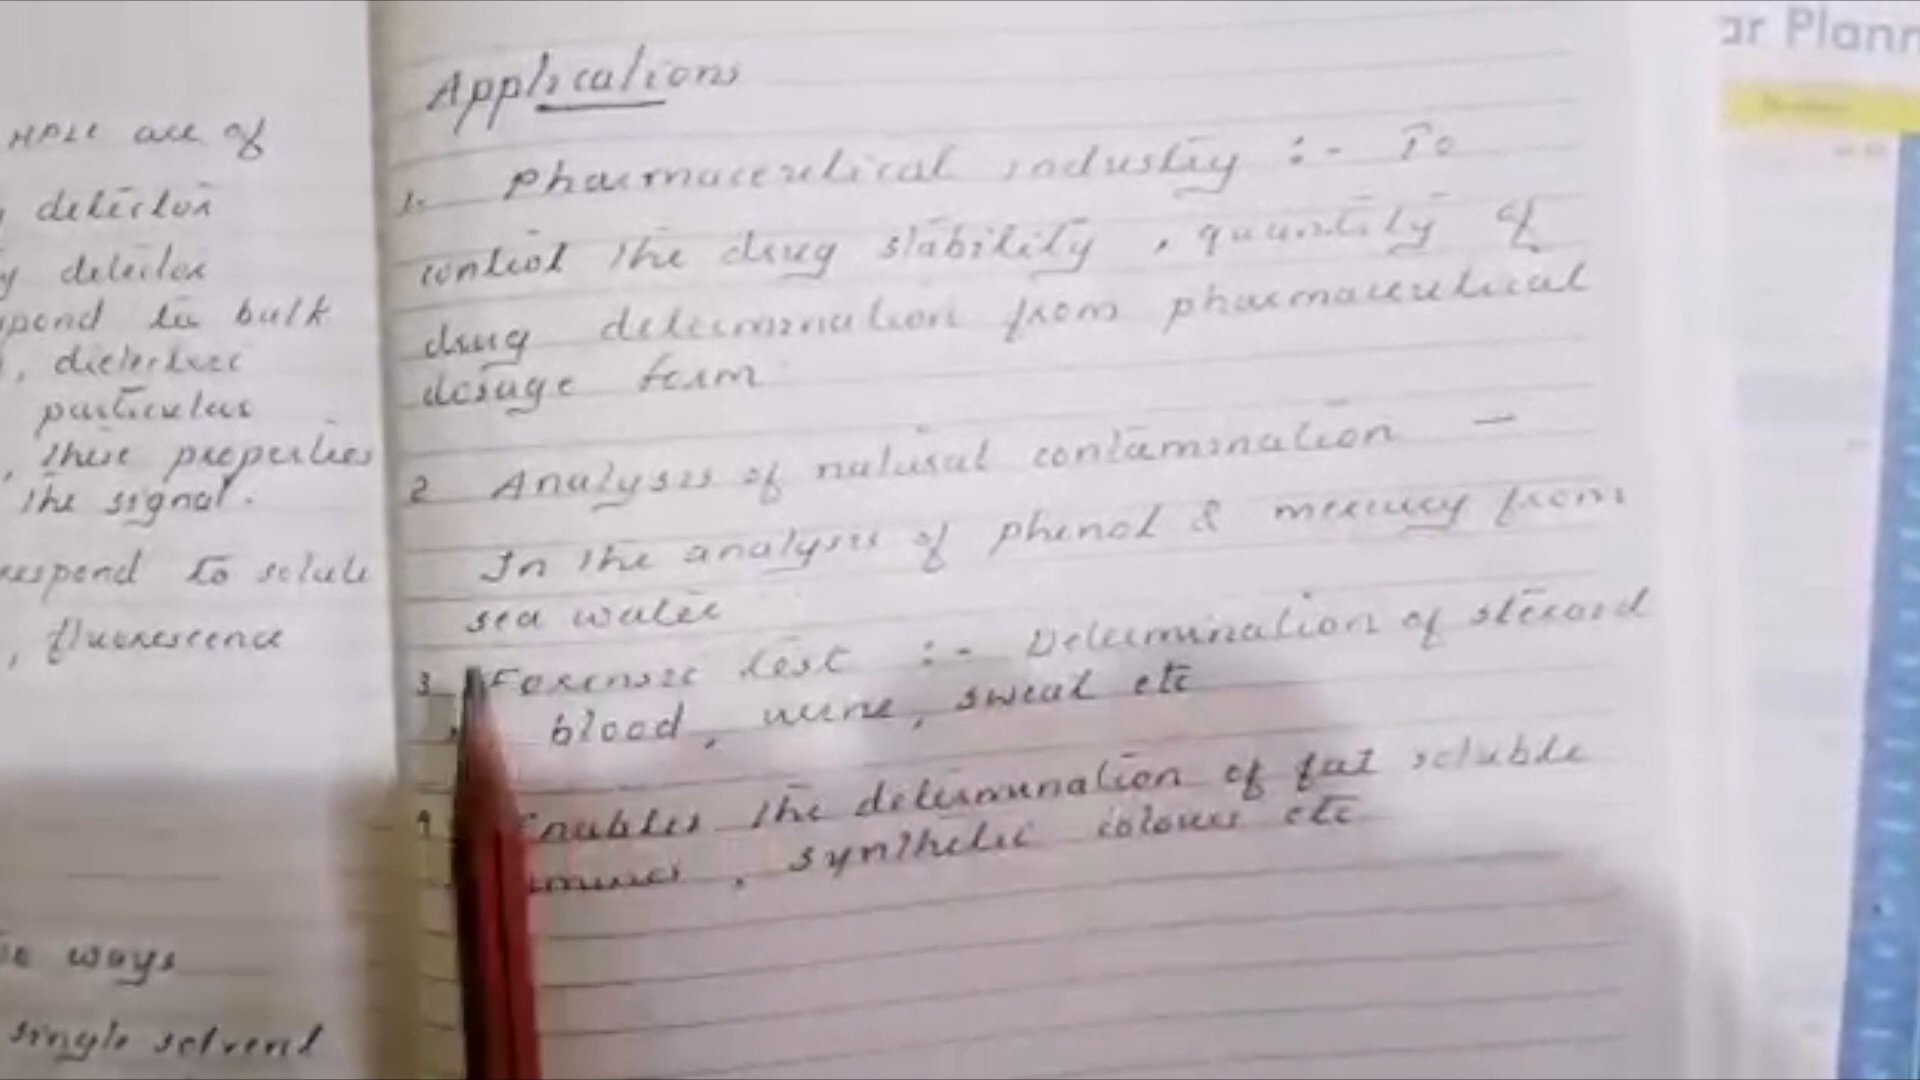 HPLC are of
detector
y detector
pond to bulk
, dielectric
particular
, these properties
the signal.
respond to solute
, fluorescence
ways
single solvent
Applications
1. Pharmaceutical industry :- To
control the drug stability, quantity of
drug determination from pharmaceutical
dosage form
2 Analysis of natural contamination -
In the analysis of phenol & mercury from
sea water
3 Forensic test :- Determination of steroid
blood, urine, sweat etc
4 Enables the determination of fat soluble
, synthetic colours etc
ar Plann